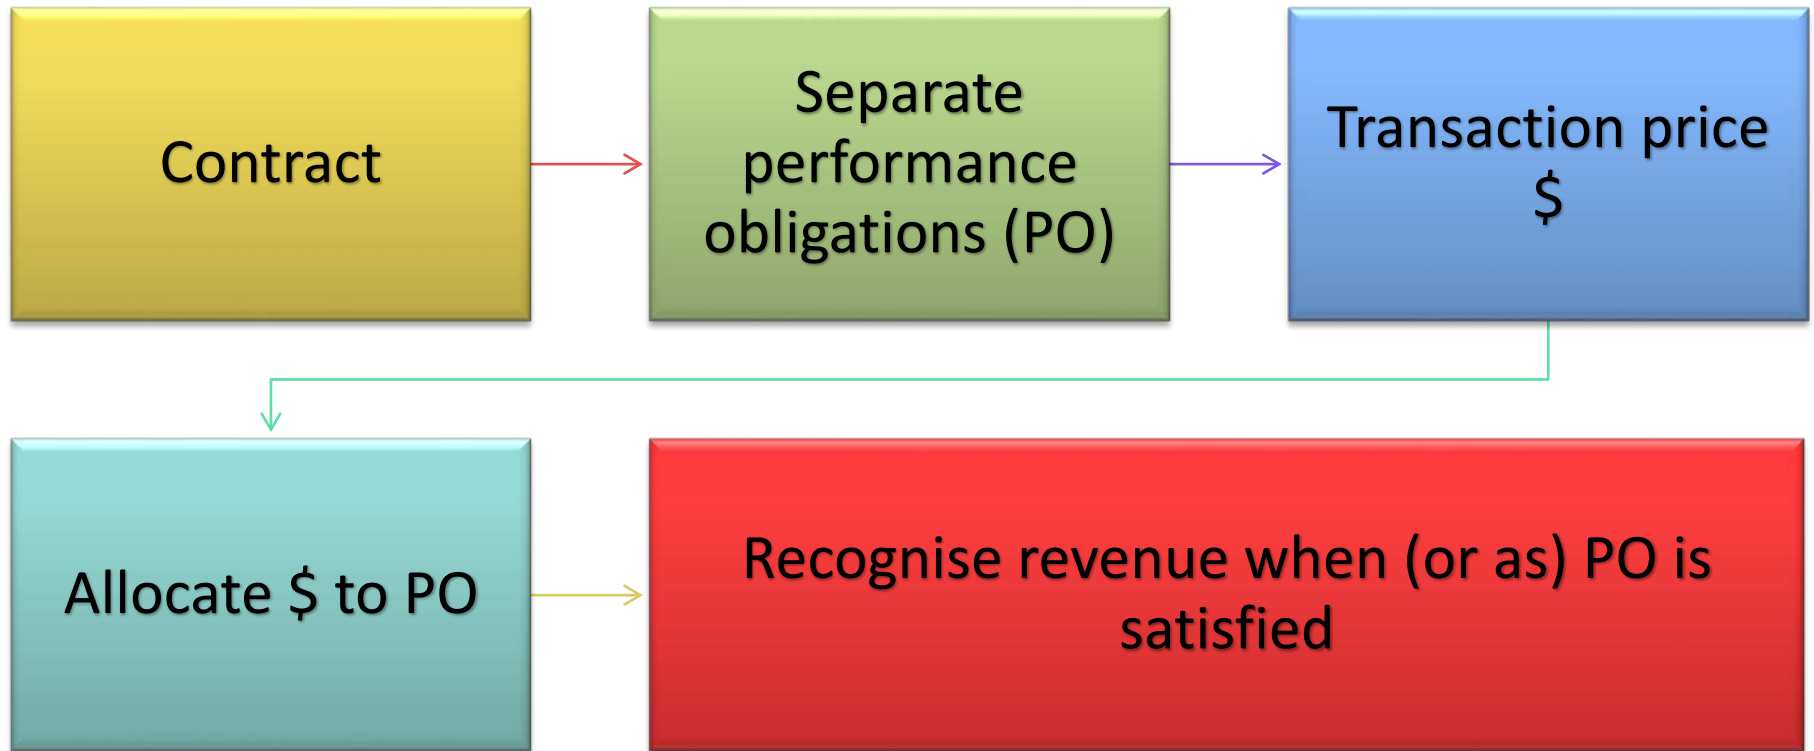 Contract
Separate
performance
obligations (PO)
Transaction price
$
Allocate $ to PO
Recognise revenue when (or as) PO is
satisfied